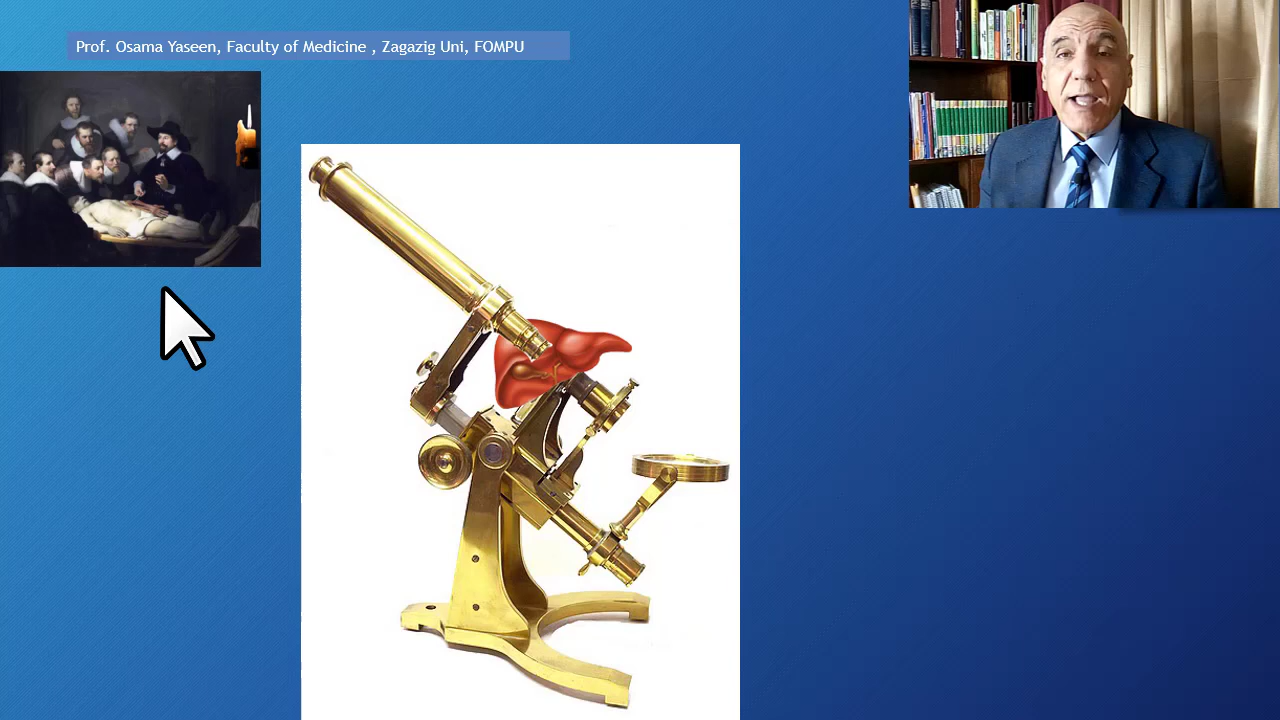 Prof. Osama Yaseen, Faculty of Medicine , Zagazig Uni, FOMPU